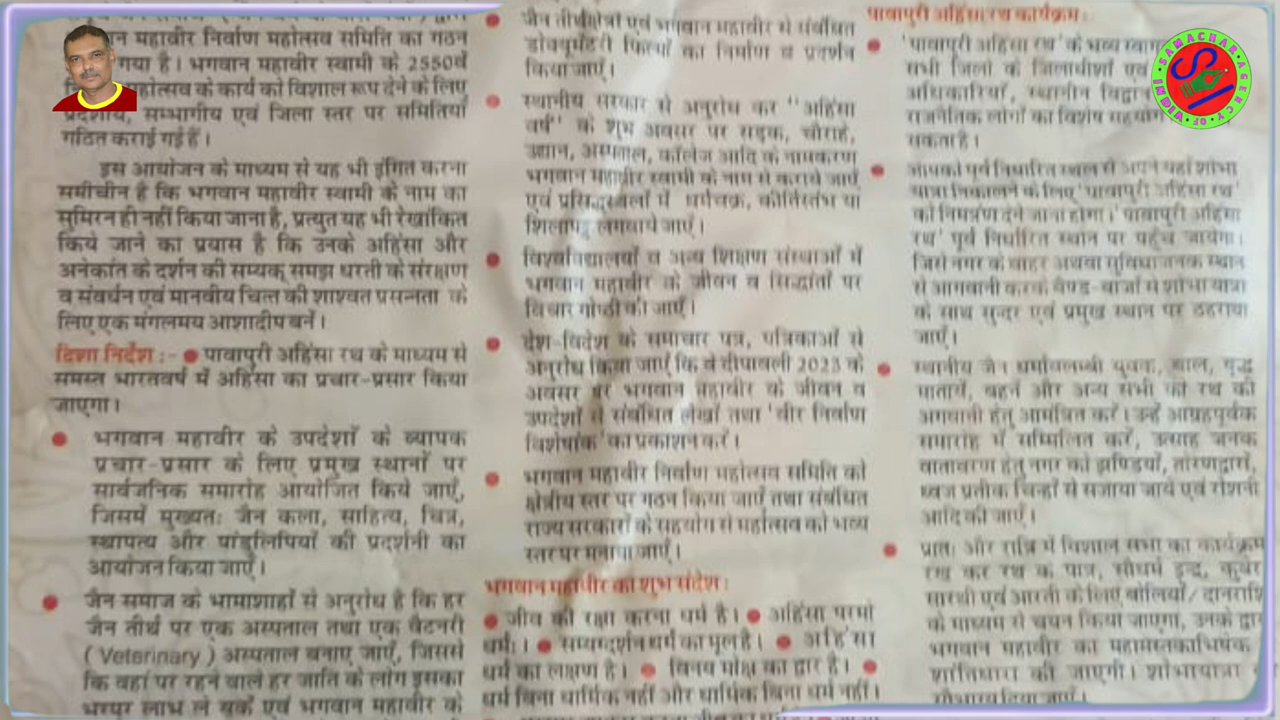 महावीर निर्वाण महोत्सव समिति का गठन
गया है। भगवान महावीर स्वामी के 2550वें
महोत्सव के कार्य को विशाल रूप देने के लिए
प्रदेशीय, सम्भागीय एवं जिला स्तर पर समितियाँ
गठित कराई गई हैं।
इस आयोजन के माध्यम से यह भी इंगित करना
समीचीन है कि भगवान महावीर स्वामी के नाम का
सुमिरन ही नहीं किया जाना है, प्रत्युत यह भी रेखांकित
किये जाने का प्रयास है कि उनके अहिंसा और
अनेकांत के दर्शन की सम्यक् समझ धरती के संरक्षण
व संवर्धन एवं मानवीय चित्त की शाश्वत प्रसन्नता के
लिए एक मंगलमय आशादीप बनें।
दिशा निर्देश :- ● पावापुरी अहिंसा रथ के माध्यम से
समस्त भारतवर्ष में अहिंसा का प्रचार-प्रसार किया
जाएगा।
● भगवान महावीर के उपदेशों के व्यापक
प्रचार-प्रसार के लिए प्रमुख स्थानों पर
सार्वजनिक समारोह आयोजित किये जाएँ,
जिसमें मुख्यतः जैन कला, साहित्य, चित्र,
स्थापत्य और पांडुलिपियों की प्रदर्शनी का
आयोजन किया जाएँ।
● जैन समाज के भामाशाहों से अनुरोध है कि हर
जैन तीर्थ पर एक अस्पताल तथा एक वैटनरी
( Veterinary ) अस्पताल बनाए जाएँ, जिससे
कि वहां पर रहने वाले हर जाति के लोग इसका
भरपूर लाभ ले सकें एवं भगवान महावीर के
● जैन तीर्थक्षेत्रों एवं भगवान महावीर से संबंधित
डोक्यूमेंटरी फिल्मों का निर्माण व प्रदर्शन
किया जाएँ।
● स्थानीय सरकार से अनुरोध कर "अहिंसा
वर्ष" के शुभ अवसर पर सड़क, चौराहे,
उद्यान, अस्पताल, कॉलेज आदि के नामकरण
भगवान महावीर स्वामी के नाम से कराये जाएँ
एवं प्रसिद्ध स्थलों में धर्मचक्र, कीर्तिस्तंभ या
शिलापट्ट लगवाये जाएँ।
● विश्वविद्यालयों व अन्य शिक्षण संस्थाओं में
भगवान महावीर के जीवन व सिद्धांतों पर
विचार गोष्ठी की जाएँ।
● देश-विदेश के समाचार पत्र, पत्रिकाओं से
अनुरोध किया जाएँ कि वे दीपावली 2023 के
अवसर पर भगवान महावीर के जीवन व
उपदेशों से संबंधित लेखों तथा 'वीर निर्वाण
विशेषांक' का प्रकाशन करें।
● भगवान महावीर निर्वाण महोत्सव समिति को
क्षेत्रीय स्तर पर गठन किया जाएँ तथा संबंधित
राज्य सरकारों के सहयोग से महोत्सव को भव्य
स्तर पर मनाया जाएँ।
भगवान महावीर का शुभ संदेश :
● जीव की रक्षा करना धर्म है। ● अहिंसा परमो
धर्मः। ● सम्यग्दर्शन धर्म का मूल है। ● अहिंसा
धर्म का लक्षण है। ● विनय मोक्ष का द्वार है। ●
धर्म बिना धार्मिक नहीं और धार्मिक बिना धर्म नहीं।
पावापुरी अहिंसा रथ कार्यक्रम :
● 'पावापुरी अहिंसा रथ' के भव्य
सभी जिलों के जिलाधीशों एवं
अधिकारियों, स्थानीन विद्वान
राजनैतिक लोगों का विशेष सहयोग
सकता है।
● आपको पूर्व निर्धारित स्थल से अपने यहां शोभा
यात्रा निकालने के लिए 'पावापुरी अहिंसा रथ'
को निमंत्रण देने जाना होगा। 'पावापुरी अहिंसा
रथ' पूर्व निर्धारित स्थान पर पहुँच जायेगा।
जिसे नगर के बाहर अथवा सुविधाजनक स्थान
से आगवानी करके बैण्ड-बाजों से शोभा यात्रा
के साथ सुन्दर एवं प्रमुख स्थान पर ठहराया
जाएँ।
● स्थानीय जैन धर्मावलम्बी युवक, बाल, वृद्ध
मातायें, बहनें और अन्य सभी को रथ की
अगवानी हेतु आमंत्रित करें। उन्हें आग्रहपूर्वक
समारोह में सम्मिलित करें, उत्साह जनक
वातावरण हेतु नगर को झण्डियों, तोरणद्वारों,
ध्वज प्रतीक चिन्हों से सजाया जाये एवं रोशनी
आदि की जाएँ।
● प्रातः और रात्रि में विशाल सभा का कार्यक्रम
रख कर रथ के पात्र, सौधर्म इन्द्र, कुबेर
सारथी एवं आरती के लिए बोलियाँ/ दानराशि
के माध्यम से चयन किया जाएगा, उनके द्वारा
भगवान महावीर का महामस्तकाभिषेक
शांतिधारा की जाएगी। शोभायात्रा
सौभाग्य दिया जाएँ।
SAMACHAR AGENCY OF INDIA